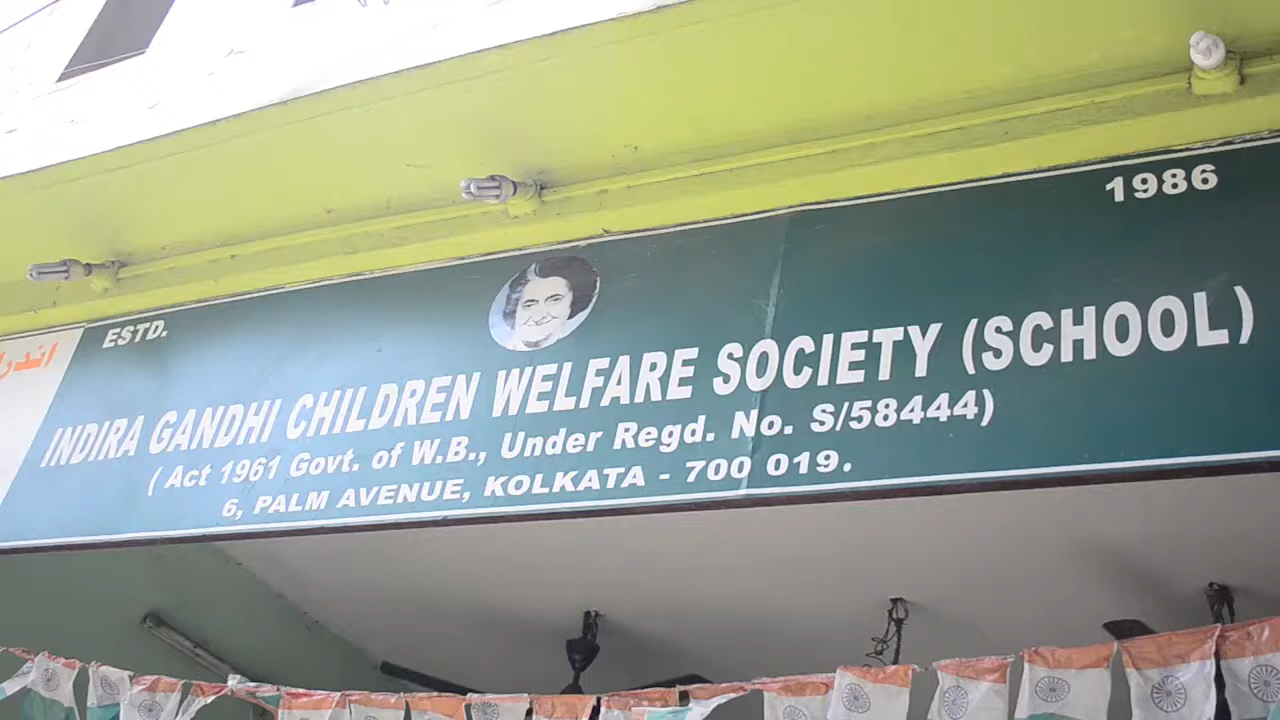 ESTD. 1986
INDIRA GANDHI CHILDREN WELFARE SOCIETY (SCHOOL)
( Act 1961 Govt. of W.B., Under Regd. No. S/58444)
6, PALM AVENUE, KOLKATA - 700 019.